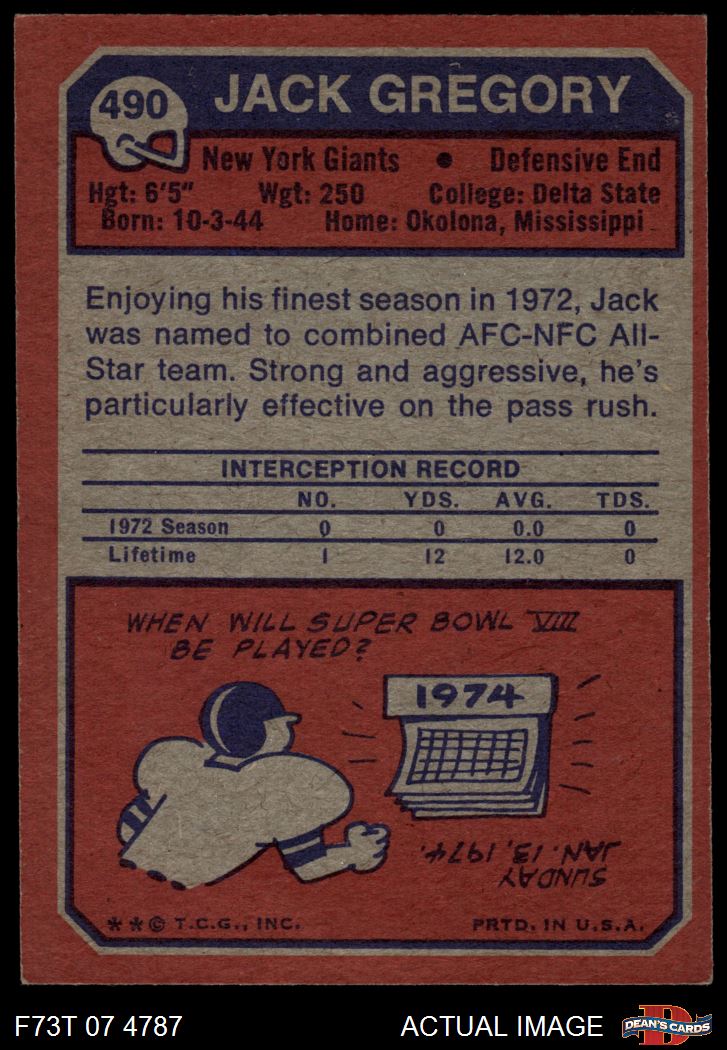 490
JACK GREGORY
New York Giants ● Defensive End
Hgt: 6'5" Wgt: 250 College: Delta State
Born: 10-3-44 Home: Okolona, Mississippi
Enjoying his finest season in 1972, Jack
was named to combined AFC-NFC All-
Star team. Strong and aggressive, he's
particularly effective on the pass rush.
INTERCEPTION RECORD
NO. YDS. AVG. TDS.
1972 Season 0 0 0.0 0
Lifetime 1 12 12.0 0
WHEN WILL SUPER BOWL VIII
BE PLAYED?
1974
SUNDAY
JAN. 13, 1974.
**© T.C.G., INC. PRTD. IN U.S.A.
F73T 07 4787 ACTUAL IMAGE
D
DEAN'S CARDS